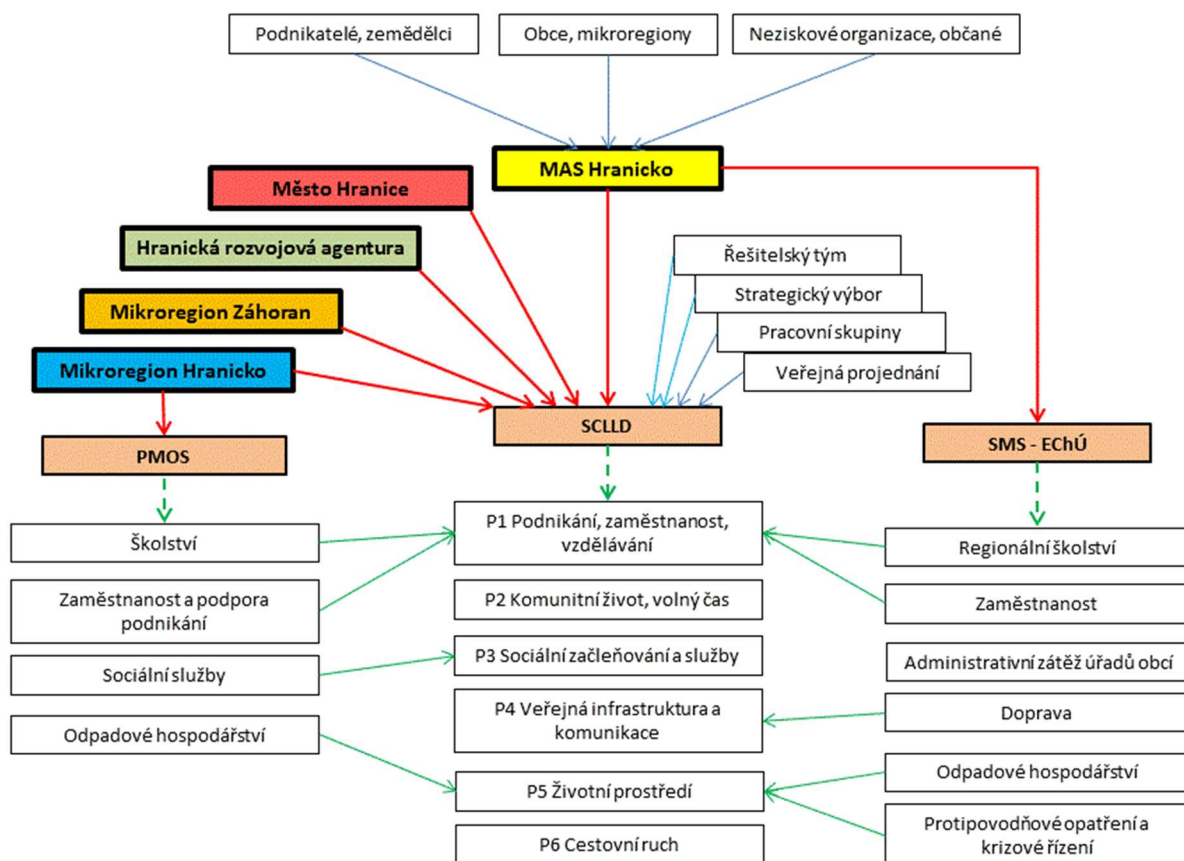 Podnikatelé, zemědělci
Obce, mikroregiony
Neziskové organizace, občané
MAS Hranicko
Město Hranice
Hranická rozvojová agentura
Mikroregion Záhoran
Mikroregion Hranicko
Řešitelský tým
Strategický výbor
Pracovní skupiny
Veřejná projednání
PMOS
SCLLD
SMS - EChÚ
Školství
Zaměstnanost a podpora
podnikání
Sociální služby
Odpadové hospodářství
P1 Podnikání, zaměstnanost,
vzdělávání
P2 Komunitní život, volný čas
P3 Sociální začleňování a služby
P4 Veřejná infrastruktura a
komunikace
P5 Životní prostředí
P6 Cestovní ruch
Regionální školství
Zaměstnanost
Administrativní zátěž úřadů obcí
Doprava
Odpadové hospodářství
Protipovodňové opatření a
krizové řízení